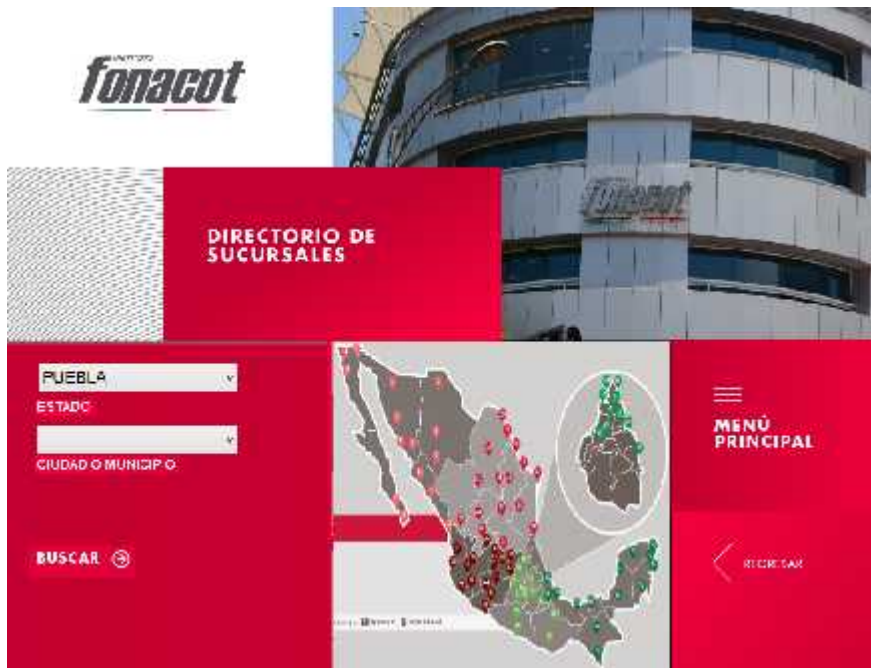 fonacot
fonacot
DIRECTORIO DE
SUCURSALES
PUEBLA
ESTADO
CIUDAD O MUNICIPIO
BUSCAR
MENÚ
PRINCIPAL
REGRESAR